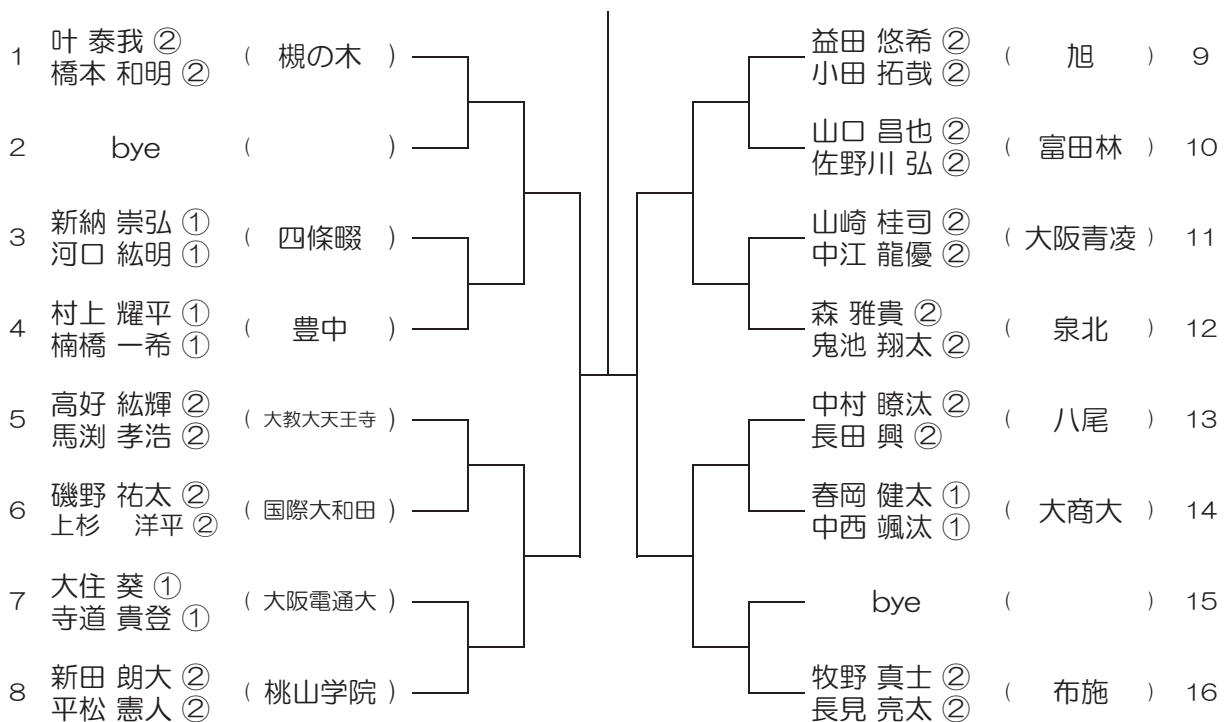 1 叶 泰我 ② ( 槻の木 )
橋本 和明 ②
2 bye ( )
3 新納 崇弘 ① ( 四條畷 )
河口 紘明 ①
4 村上 耀平 ① ( 豊中 )
楠橋 一希 ①
5 高好 紘輝 ② ( 大教大天王寺 )
馬渕 孝浩 ②
6 磯野 祐太 ② ( 国際大和田 )
上杉 洋平 ②
7 大住 葵 ① ( 大阪電通大 )
寺道 貴登 ①
8 新田 朗大 ② ( 桃山学院 )
平松 憲人 ②
益田 悠希 ② ( 旭 ) 9
小田 拓哉 ②
山口 昌也 ② ( 富田林 ) 10
佐野川 弘 ②
山崎 桂司 ② ( 大阪青凌 ) 11
中江 龍優 ②
森 雅貴 ② ( 泉北 ) 12
鬼池 翔太 ②
中村 瞭汰 ② ( 八尾 ) 13
長田 興 ②
春岡 健太 ① ( 大商大 ) 14
中西 颯汰 ①
bye ( ) 15
牧野 真士 ② ( 布施 ) 16
長見 亮太 ②